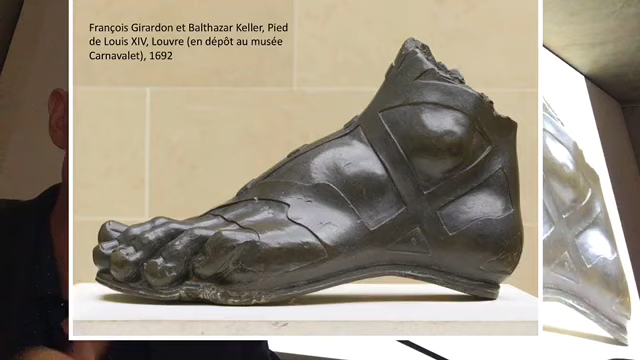 François Girardon et Balthazar Keller, Pied
de Louis XIV, Louvre (en dépôt au musée
Carnavalet), 1692